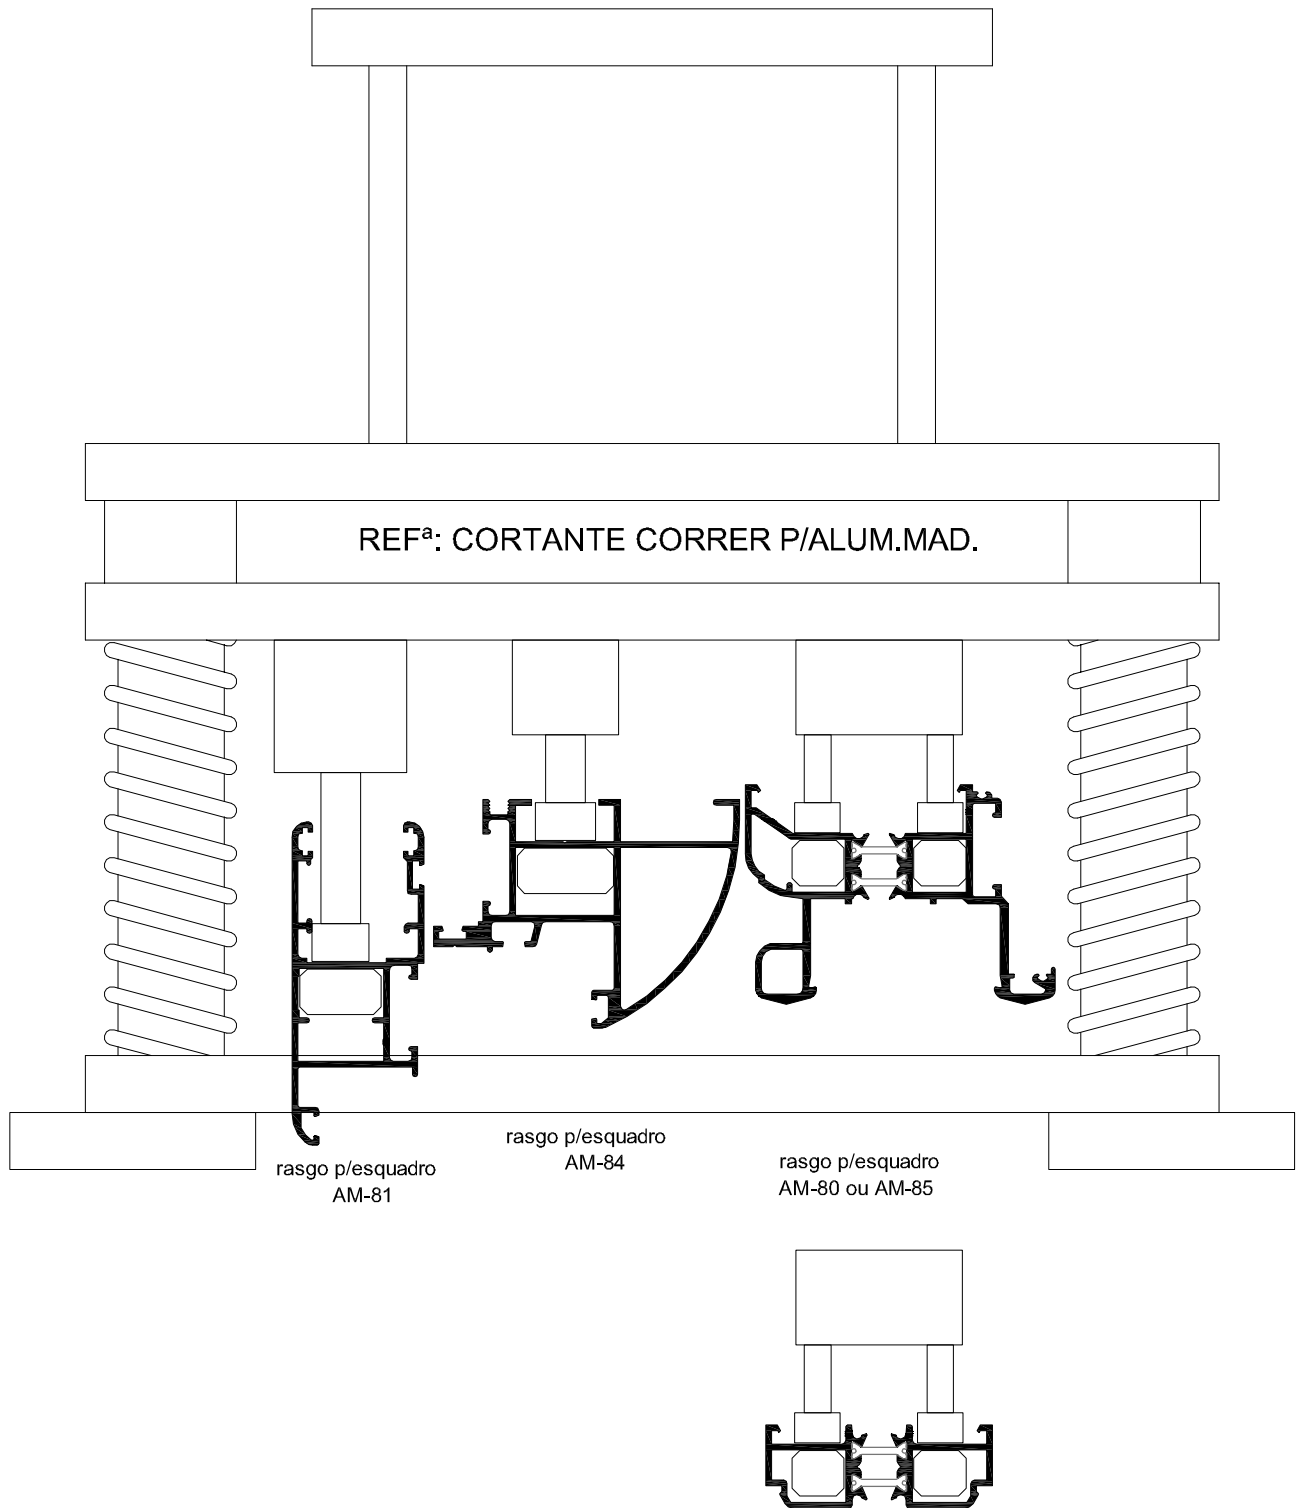 REFª: CORTANTE CORRER P/ALUM.MAD.
rasgo p/esquadro
AM-81
rasgo p/esquadro
AM-84
rasgo p/esquadro
AM-80 ou AM-85